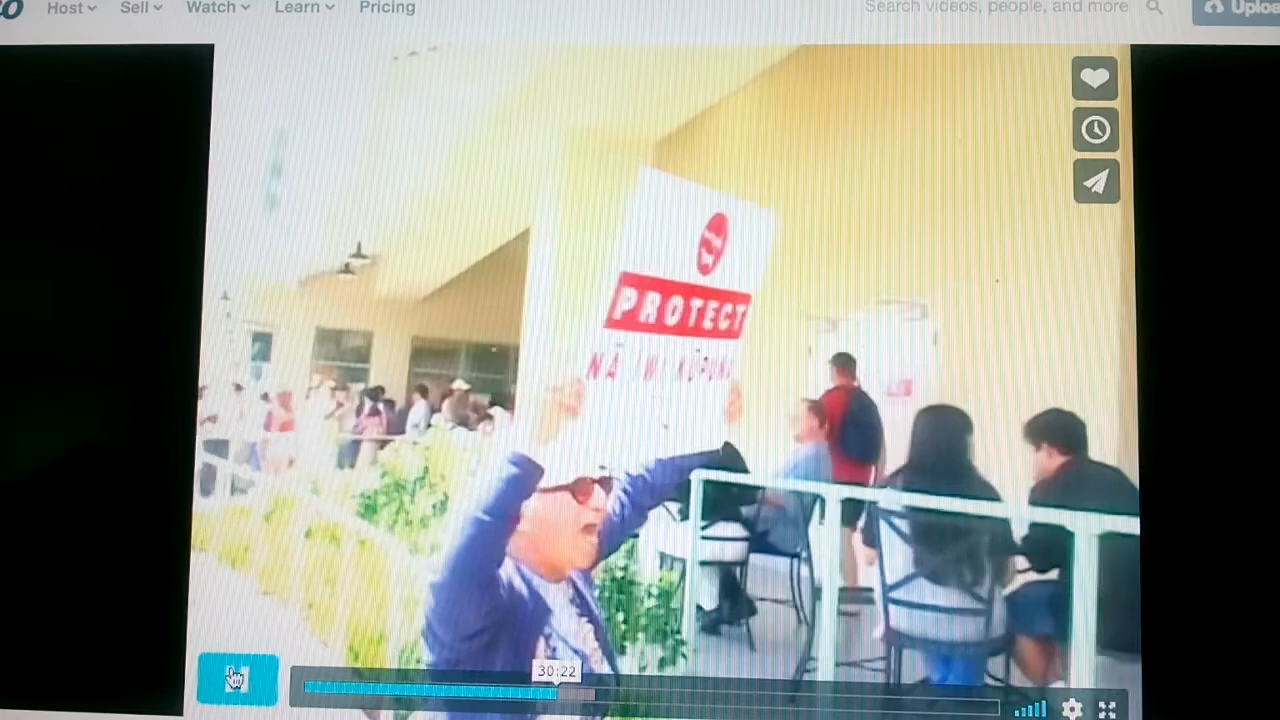 Host Sell Watch Learn Pricing
Search videos, people, and more
PROTECT
NĀ IWI KŪPUNA
30:22